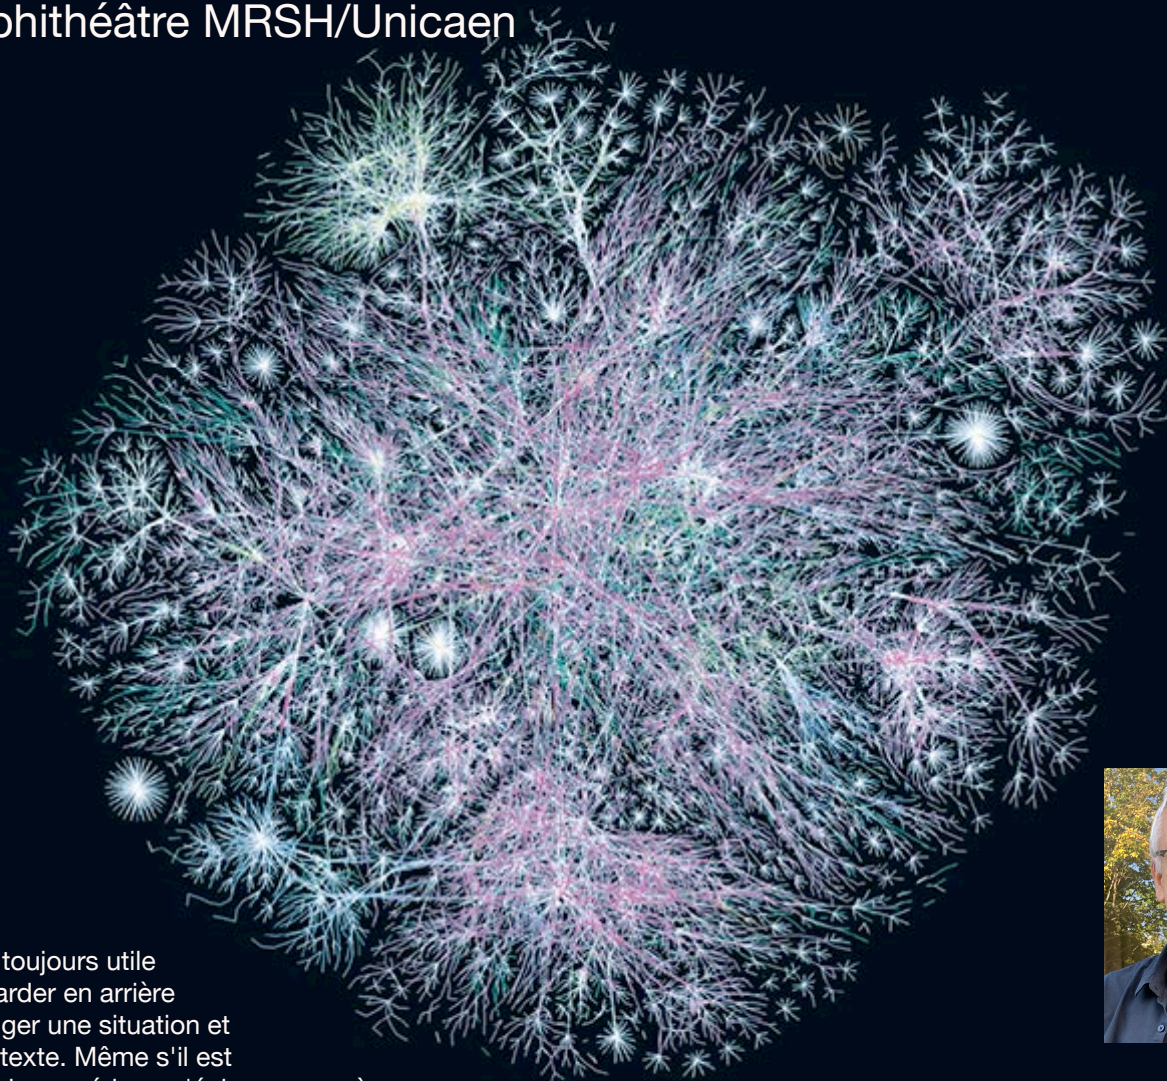 phithéâtre MRSH/Unicaen
toujours utile
arder en arrière
ger une situation et
texte. Même s'il est